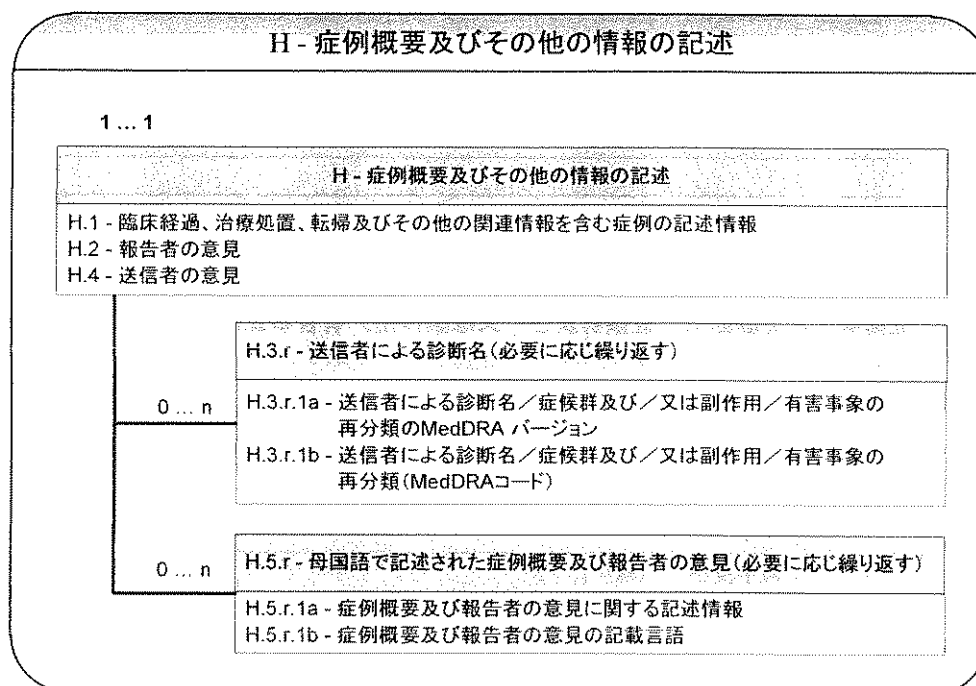 H - 症例概要及びその他の情報の記述
1 ... 1
H - 症例概要及びその他の情報の記述
H.1 - 臨床経過、治療処置、転帰及びその他の関連情報を含む症例の記述情報
H.2 - 報告者の意見
H.4 - 送信者の意見
H.3.r - 送信者による診断名(必要に応じ繰り返す)
0 ... n
H.3.r.1a - 送信者による診断名/症候群及び/又は副作用/有害事象の
再分類のMedDRA バージョン
H.3.r.1b - 送信者による診断名/症候群及び/又は副作用/有害事象の
再分類(MedDRAコード)
0 ... n
H.5.r - 母国語で記述された症例概要及び報告者の意見(必要に応じ繰り返す)
H.5.r.1a - 症例概要及び報告者の意見に関する記述情報
H.5.r.1b - 症例概要及び報告者の意見の記載言語